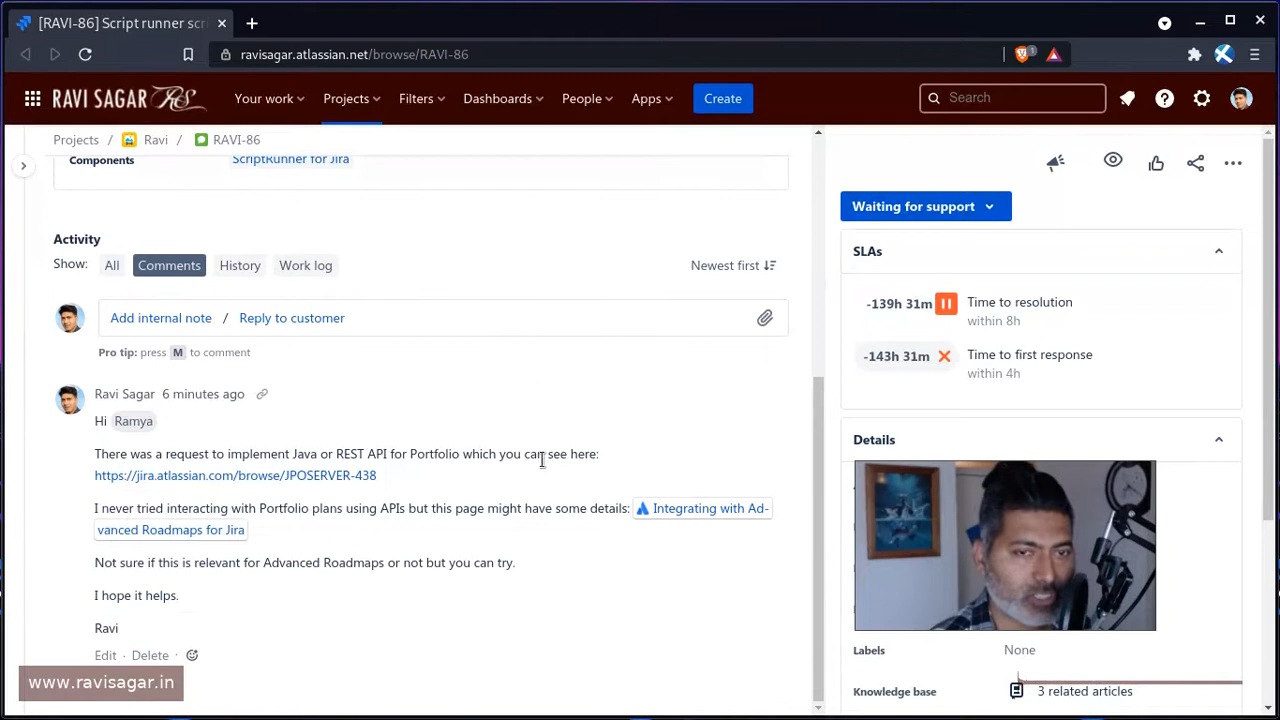 [RAVI-86] Script runner scri
ravisagar.atlassian.net/browse/RAVI-86
1
RAVI SAGAR RS
Your work
Projects
Filters
Dashboards
People
Apps
Create
Search
Projects / Ravi / RAVI-86
Components
ScriptRunner for Jira
Activity
Show:
All
Comments
History
Work log
Newest first
Add internal note / Reply to customer
Pro tip: press M to comment
Ravi Sagar 6 minutes ago
Hi Ramya
There was a request to implement Java or REST API for Portfolio which you can see here:
https://jira.atlassian.com/browse/JPOSERVER-438
I never tried interacting with Portfolio plans using APIs but this page might have some details: Integrating with Ad-
vanced Roadmaps for Jira
Not sure if this is relevant for Advanced Roadmaps or not but you can try.
I hope it helps.
Ravi
Edit · Delete ·
www.ravisagar.in
Waiting for support
SLAs
-139h 31m
Time to resolution
within 8h
-143h 31m
Time to first response
within 4h
Details
Labels
None
Knowledge base
3 related articles